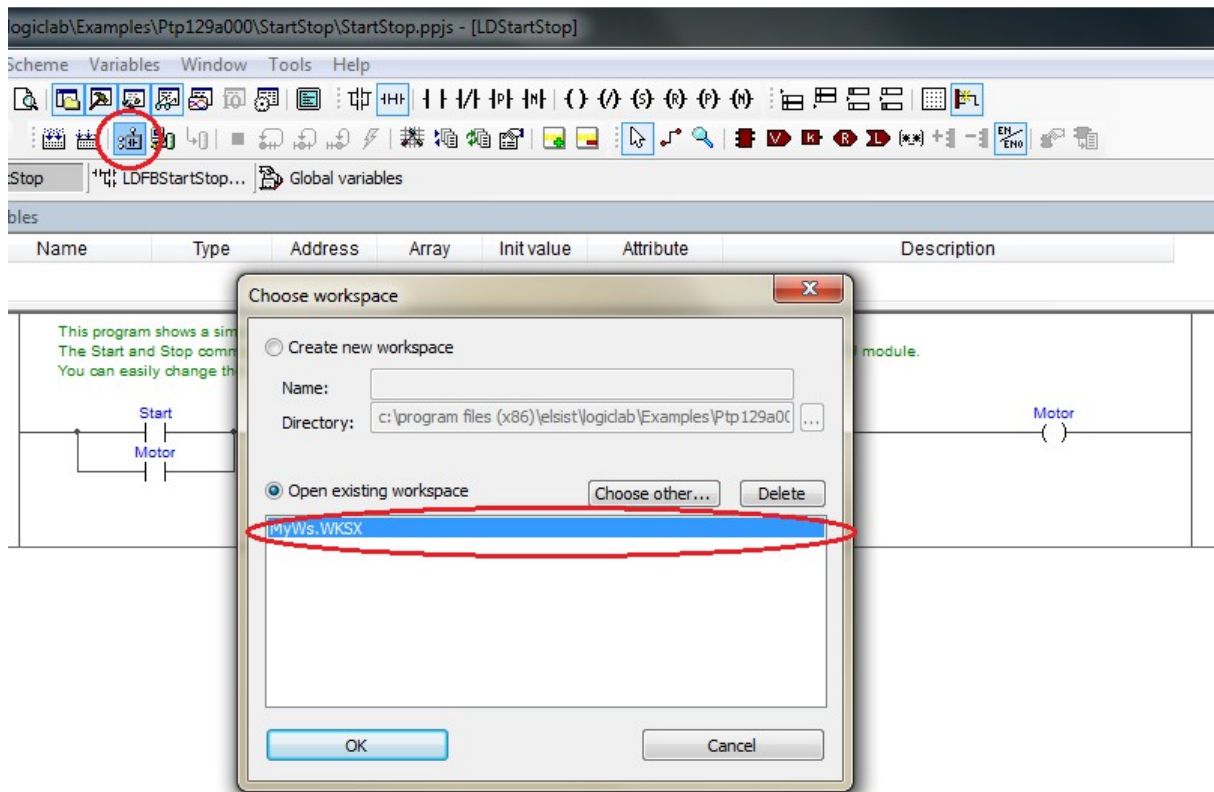 logiclab\Examples\Ptp129a000\StartStop\StartStop.ppjs - [LDStartStop]
Scheme Variables Window Tools Help
EN/ENO
Stop LDFBStartStop... Global variables
bles
Name Type Address Array Init value Attribute Description
Choose workspace
This program shows a sim
The Start and Stop comm
module.
You can easily change th
Create new workspace
Name:
Directory: c:\program files (x86)\elsist\logiclab\Examples\Ptp129a0( ...
Start
Motor
Motor
Open existing workspace Choose other... Delete
MyWs.WKSX
OK Cancel